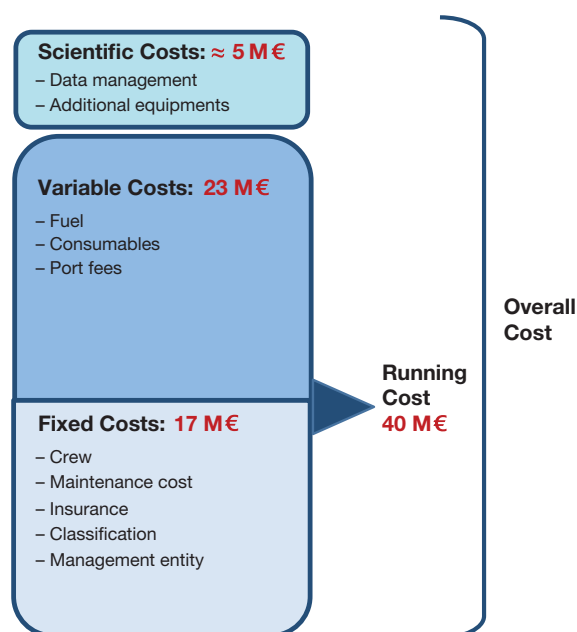 Scientific Costs: ≈ 5 M €
– Data management
– Additional equipments
Variable Costs: 23 M €
– Fuel
– Consumables
– Port fees
Fixed Costs: 17 M €
– Crew
– Maintenance cost
– Insurance
– Classification
– Management entity
Running
Cost
40 M €
Overall
Cost